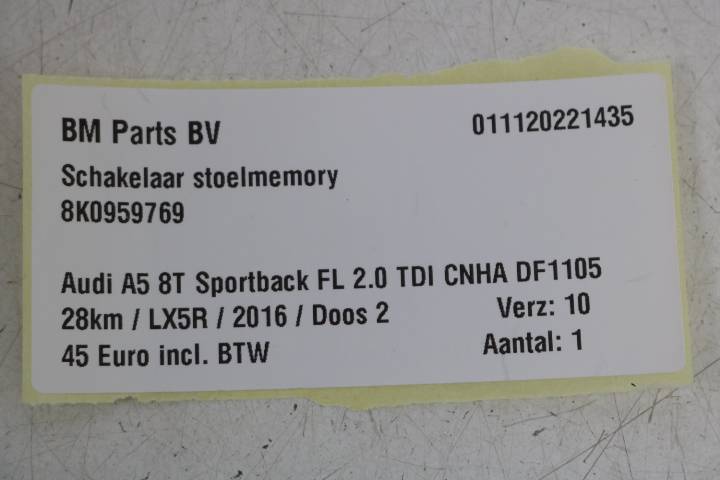 BM Parts BV 011120221435
Schakelaar stoelmemory
8K0959769
Audi A5 8T Sportback FL 2.0 TDI CNHA DF1105
28km / LX5R / 2016 / Doos 2 Verz: 10
45 Euro incl. BTW Aantal: 1